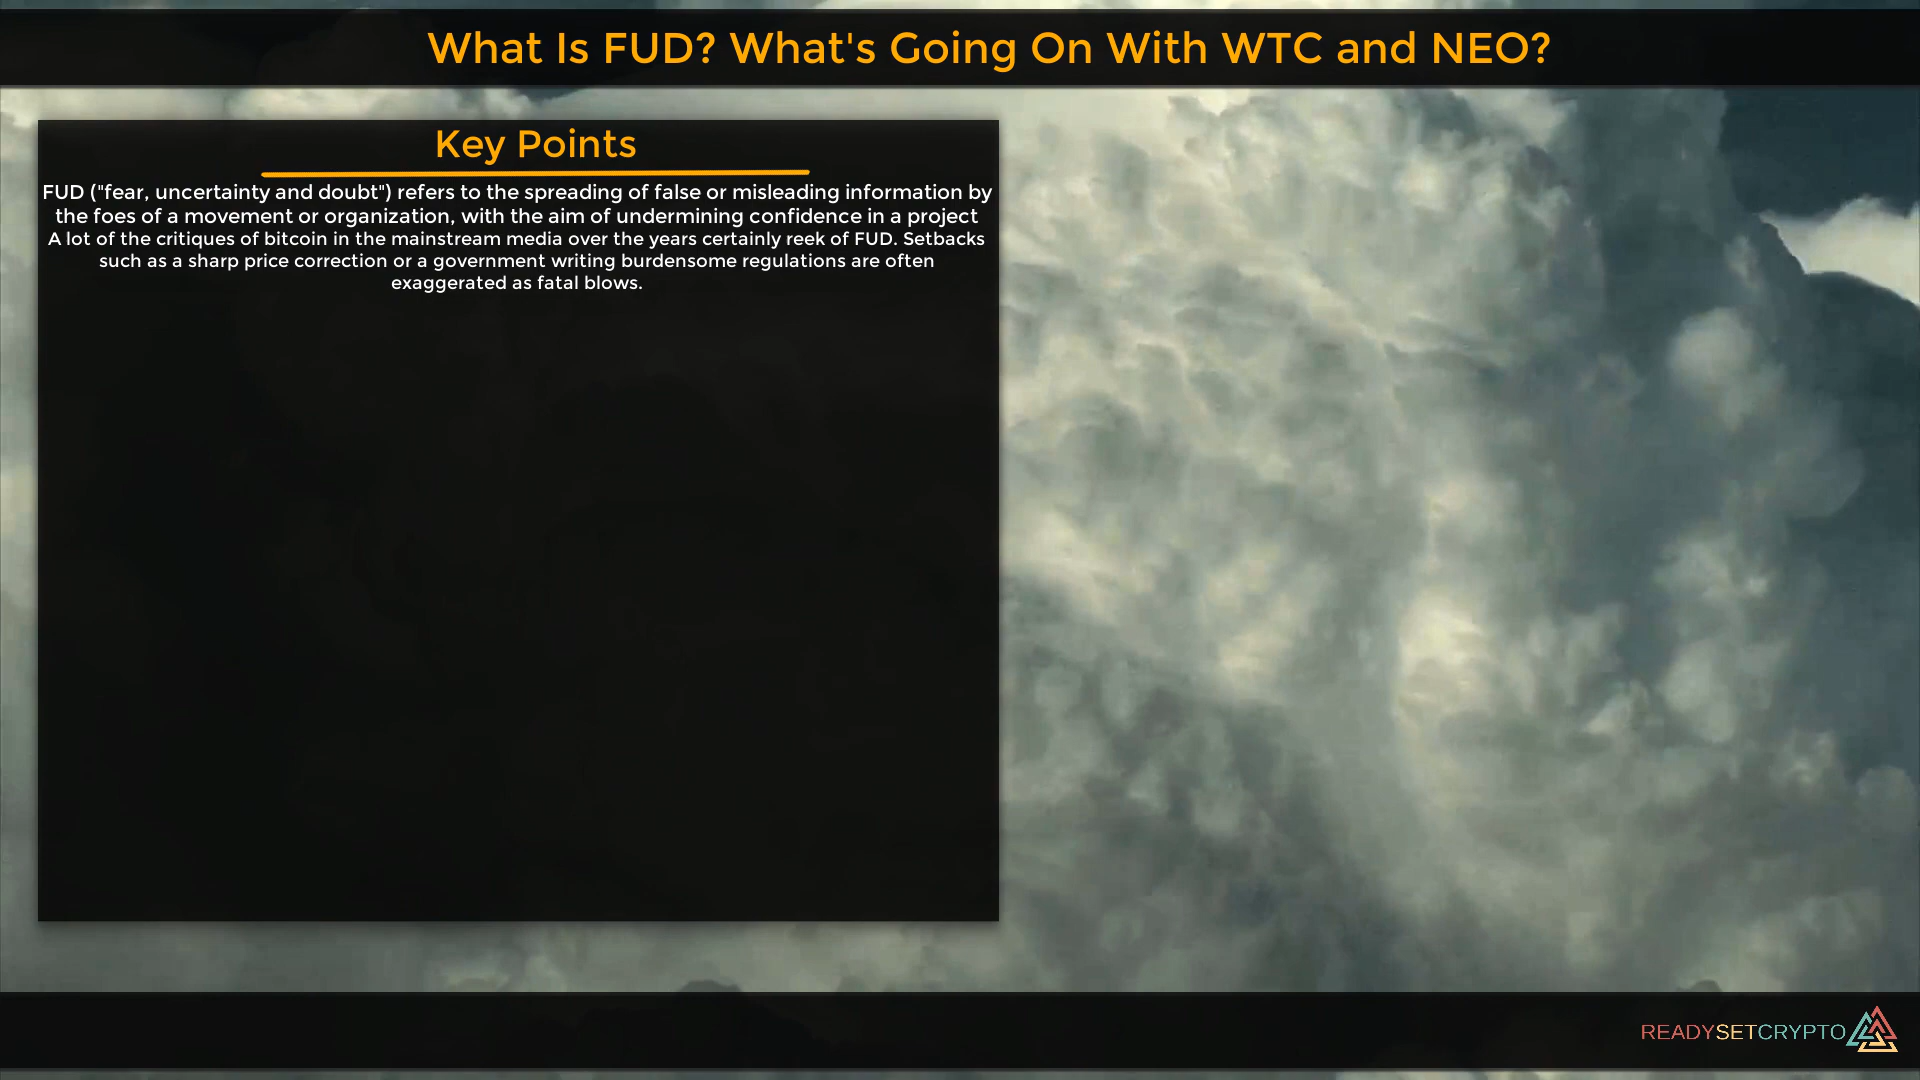 What Is FUD? What's Going On With WTC and NEO?
Key Points
FUD ("fear, uncertainty and doubt") refers to the spreading of false or misleading information by
the foes of a movement or organization, with the aim of undermining confidence in a project
A lot of the critiques of bitcoin in the mainstream media over the years certainly reek of FUD. Setbacks
such as a sharp price correction or a government writing burdensome regulations are often
exaggerated as fatal blows.
READYSETCRYPTO